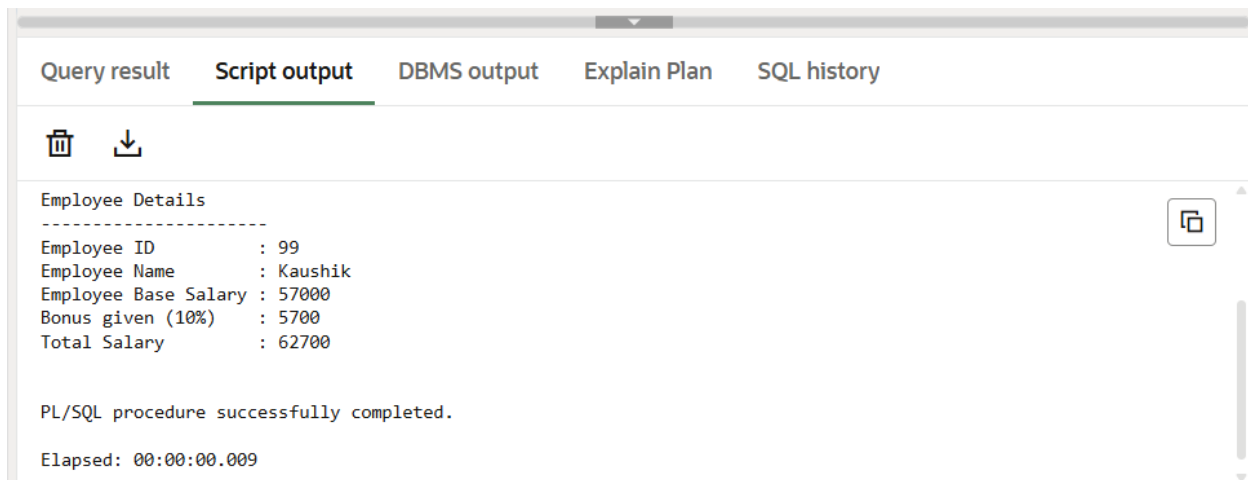 Query result Script output DBMS output Explain Plan SQL history
Employee Details
----------------------
Employee ID          : 99
Employee Name        : Kaushik
Employee Base Salary : 57000
Bonus given (10%)    : 5700
Total Salary         : 62700
PL/SQL procedure successfully completed.
Elapsed: 00:00:00.009